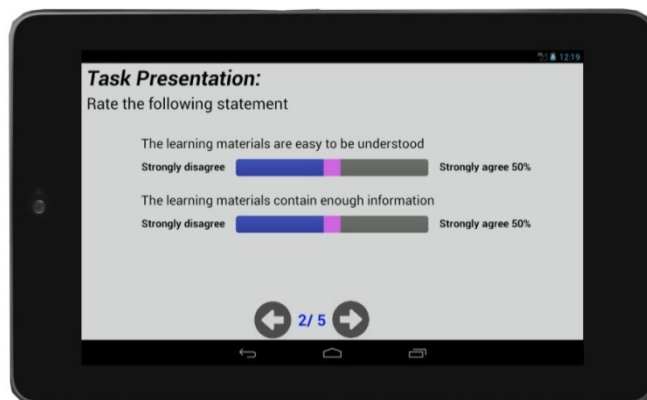 12:19
Task Presentation:
Rate the following statement
The learning materials are easy to be understood
Strongly disagree Strongly agree 50%
The learning materials contain enough information
Strongly disagree Strongly agree 50%
2/ 5